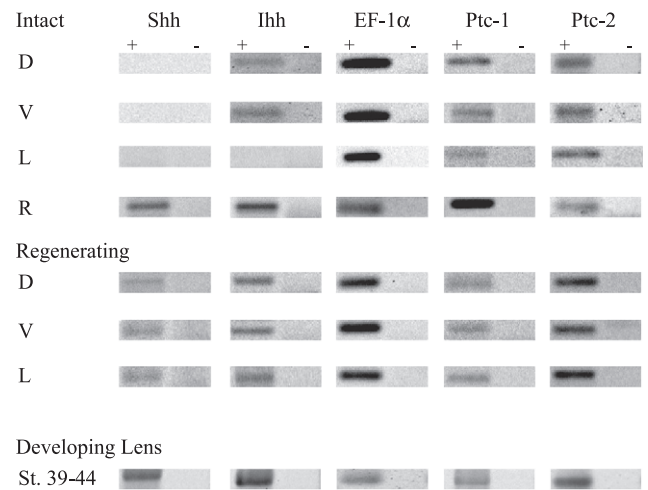 Intact Shh Ihh EF-1α Ptc-1 Ptc-2
+ - + - + - + - + -
D
V
L
R
Regenerating
D
V
L
Developing Lens
St. 39-44